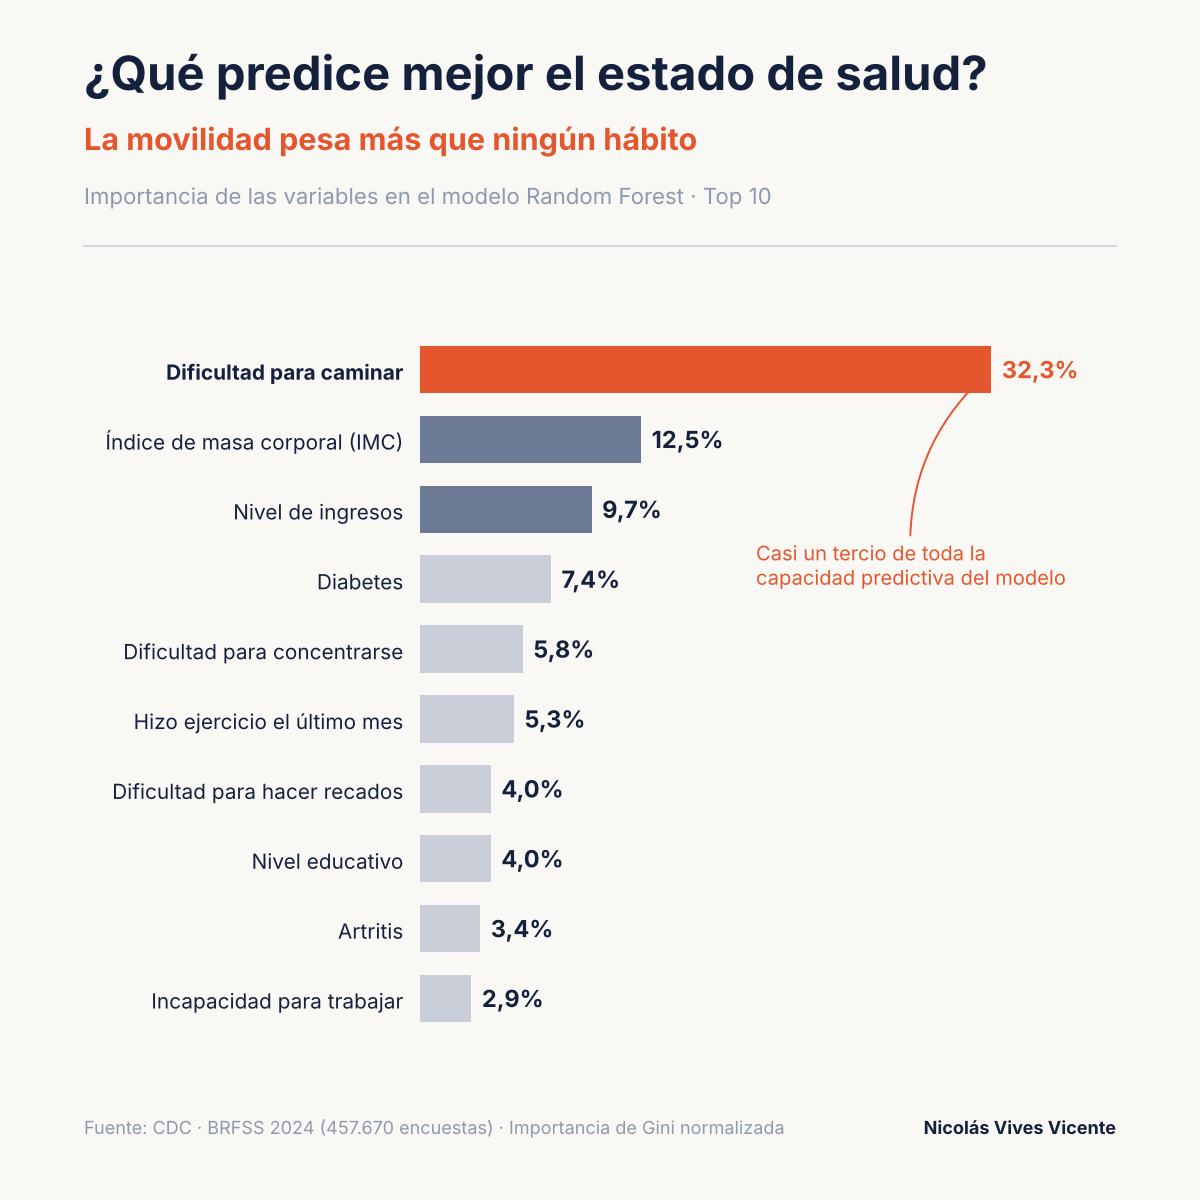 ¿Qué predice mejor el estado de salud?
La movilidad pesa más que ningún hábito
Importancia de las variables en el modelo Random Forest · Top 10
Dificultad para caminar 32,3%
Índice de masa corporal (IMC) 12,5%
Nivel de ingresos 9,7%
Casi un tercio de toda la
capacidad predictiva del modelo
Diabetes 7,4%
Dificultad para concentrarse 5,8%
Hizo ejercicio el último mes 5,3%
Dificultad para hacer recados 4,0%
Nivel educativo 4,0%
Artritis 3,4%
Incapacidad para trabajar 2,9%
Fuente: CDC · BRFSS 2024 (457.670 encuestas) · Importancia de Gini normalizada
Nicolás Vives Vicente